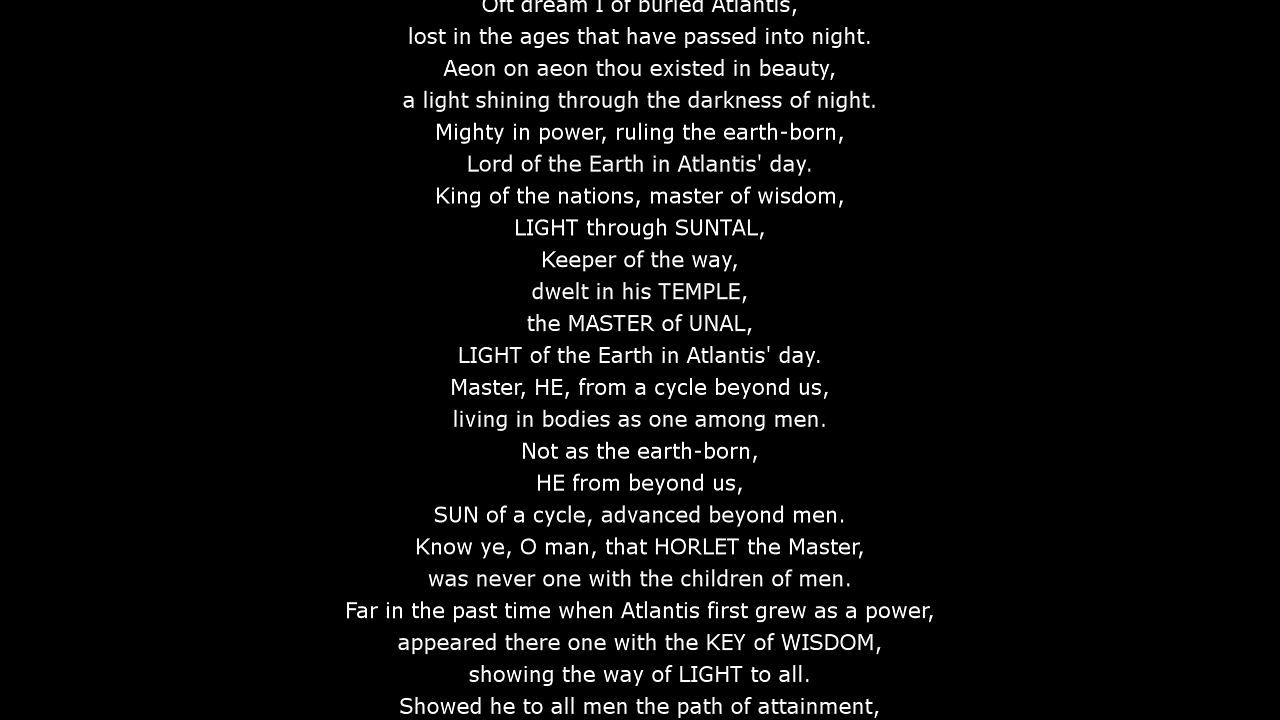 Oft dream I of buried Atlantis,
lost in the ages that have passed into night.
Aeon on aeon thou existed in beauty,
a light shining through the darkness of night.
Mighty in power, ruling the earth-born,
Lord of the Earth in Atlantis' day.
King of the nations, master of wisdom,
LIGHT through SUNTAL,
Keeper of the way,
dwelt in his TEMPLE,
the MASTER of UNAL,
LIGHT of the Earth in Atlantis' day.
Master, HE, from a cycle beyond us,
living in bodies as one among men.
Not as the earth-born,
HE from beyond us,
SUN of a cycle, advanced beyond men.
Know ye, O man, that HORLET the Master,
was never one with the children of men.
Far in the past time when Atlantis first grew as a power,
appeared there one with the KEY of WISDOM,
showing the way of LIGHT to all.
Showed he to all men the path of attainment,